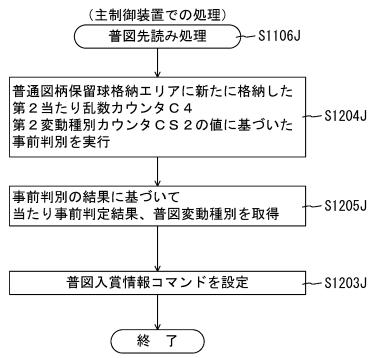 （主制御装置での処理）
普図先読み処理
S1106J
普通図柄保留球格納エリアに新たに格納した
第２当たり乱数カウンタＣ４
第２変動種別カウンタＣＳ２の値に基づいた
事前判別を実行
S1204J
事前判別の結果に基づいて
当たり事前判定結果、普図変動種別を取得
S1205J
普図入賞情報コマンドを設定
S1203J
終　了